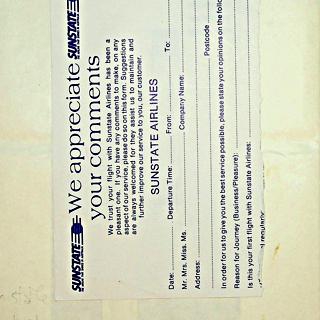 SUNSTATE We appreciate SUNSTATE
your comments
We trust your flight with Sunstate Airlines has been a
pleasant one. If you have any comments to make, on any
aspect of our service, please do so on this form. Suggestions
are always welcomed for they assist us to maintain and
further improve our service to you, our customer.
SUNSTATE AIRLINES
Date: Departure Time: From: To:
Mr. Mrs. Miss. Ms. Company Name:
Address: Postcode
In order for us to give you the best service possible, please state your opinions on the
Reason for Journey (Business/Pleasure):
Is this your first flight with Sunstate Airlines:
regularly